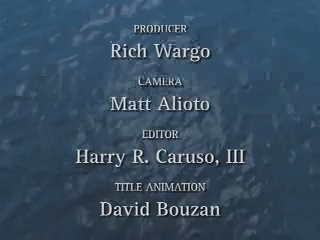 PRODUCER
Rich Wargo
CAMERA
Matt Alioto
EDITOR
Harry R. Caruso, III
TITLE ANIMATION
David Bouzan